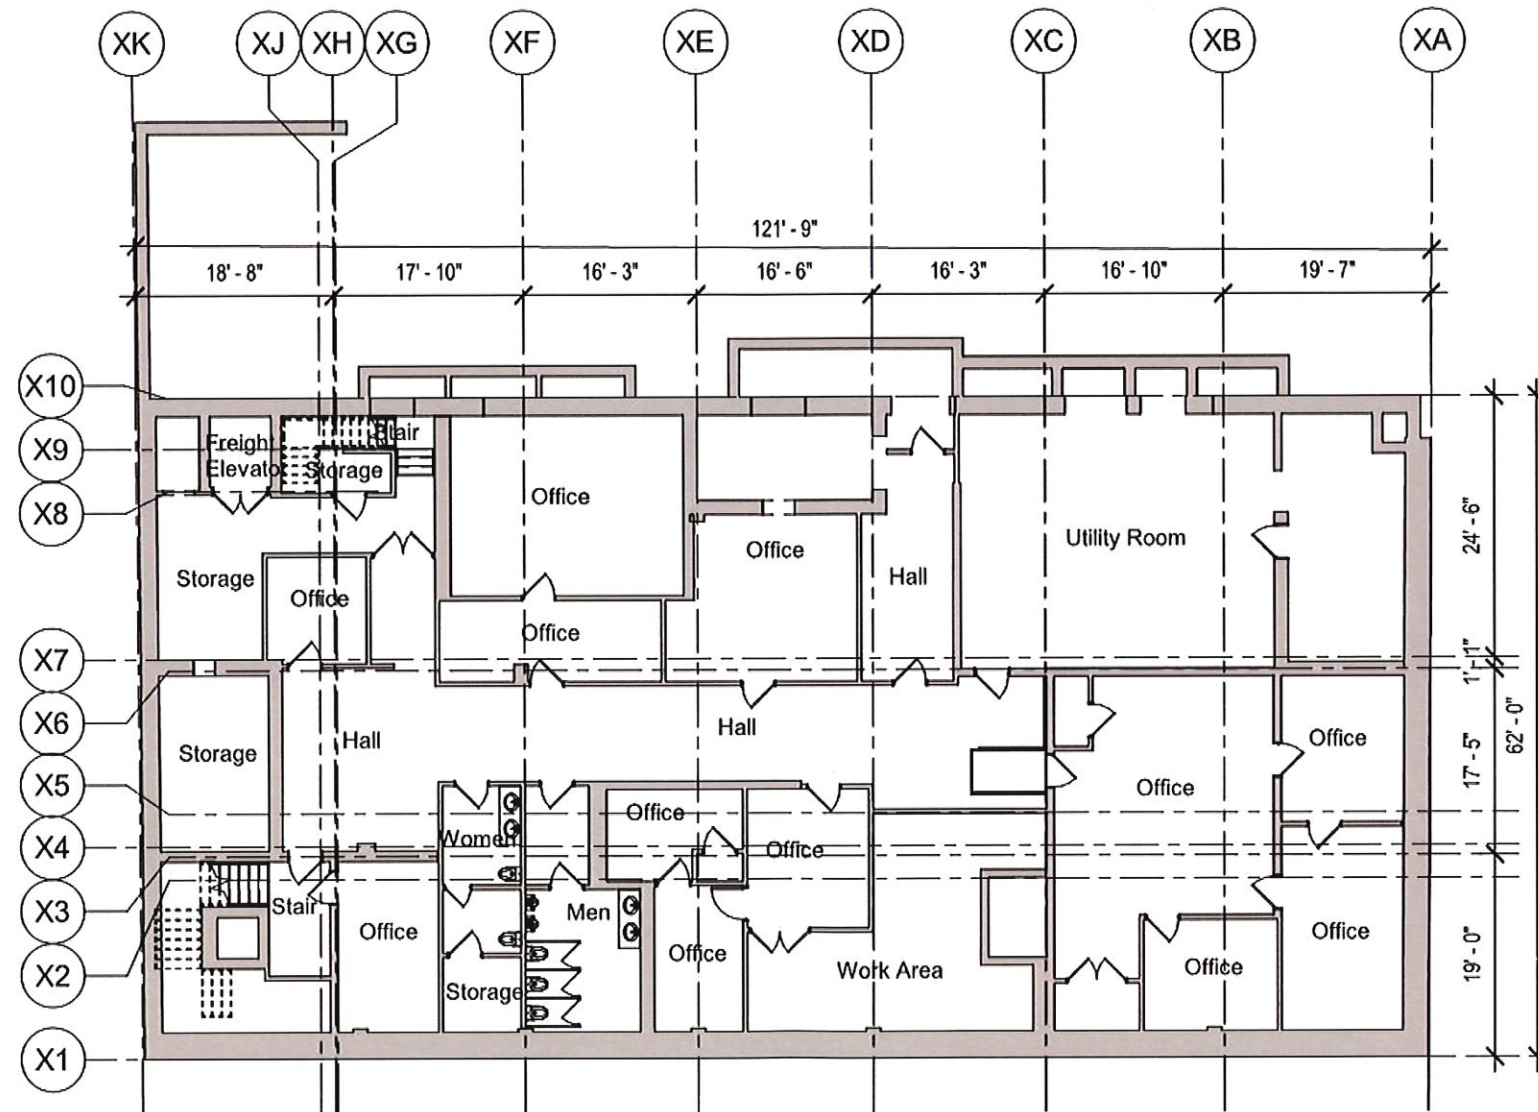 XK XJ XH XG XF XE XD XC XB XA
121' - 9"
18' - 8" 17' - 10" 16' - 3" 16' - 6" 16' - 3" 16' - 10" 19' - 7"
X10
X9
X8
X7
X6
X5
X4
X3
X2
X1
Freight
Elevator
Stair
Storage
Office
Office
Utility Room
24' - 6"
Storage
Office
Hall
Office
1' - 1"
Storage
Hall
Hall
Office
Office
17' - 5"
62' - 0"
Women
Office
Office
Stair
Office
Men
Office
Work Area
Office
Office
19' - 0"
Storage